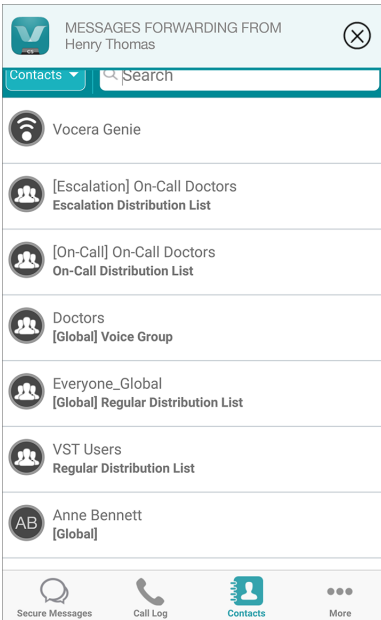 MESSAGES FORWARDING FROM
Henry Thomas
Contacts
Search
Vocera Genie
[Escalation] On-Call Doctors
Escalation Distribution List
[On-Call] On-Call Doctors
On-Call Distribution List
Doctors
[Global] Voice Group
Everyone_Global
[Global] Regular Distribution List
VST Users
Regular Distribution List
AB
Anne Bennett
[Global]
Secure Messages
Call Log
Contacts
More